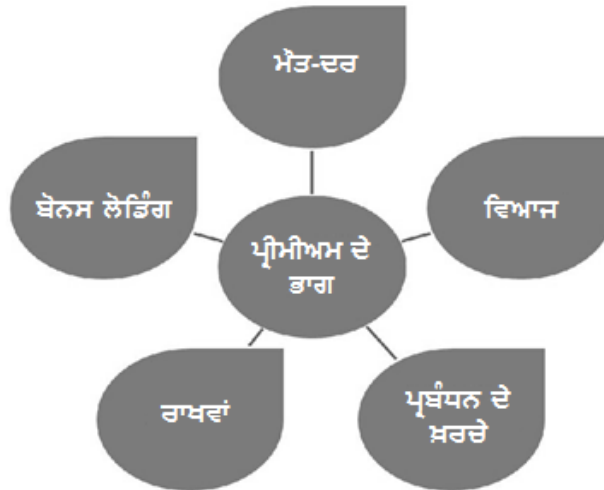 ਮੌਤ-ਦਰ
ਬੋਨਸ ਲੋਡਿੰਗ
ਵਿਆਜ
ਪ੍ਰੀਮੀਅਮ ਦੇ
ਭਾਗ
ਰਾਖਵਾਂ
ਪ੍ਰਬੰਧਨ ਦੇ
ਖ਼ਰਚੇ